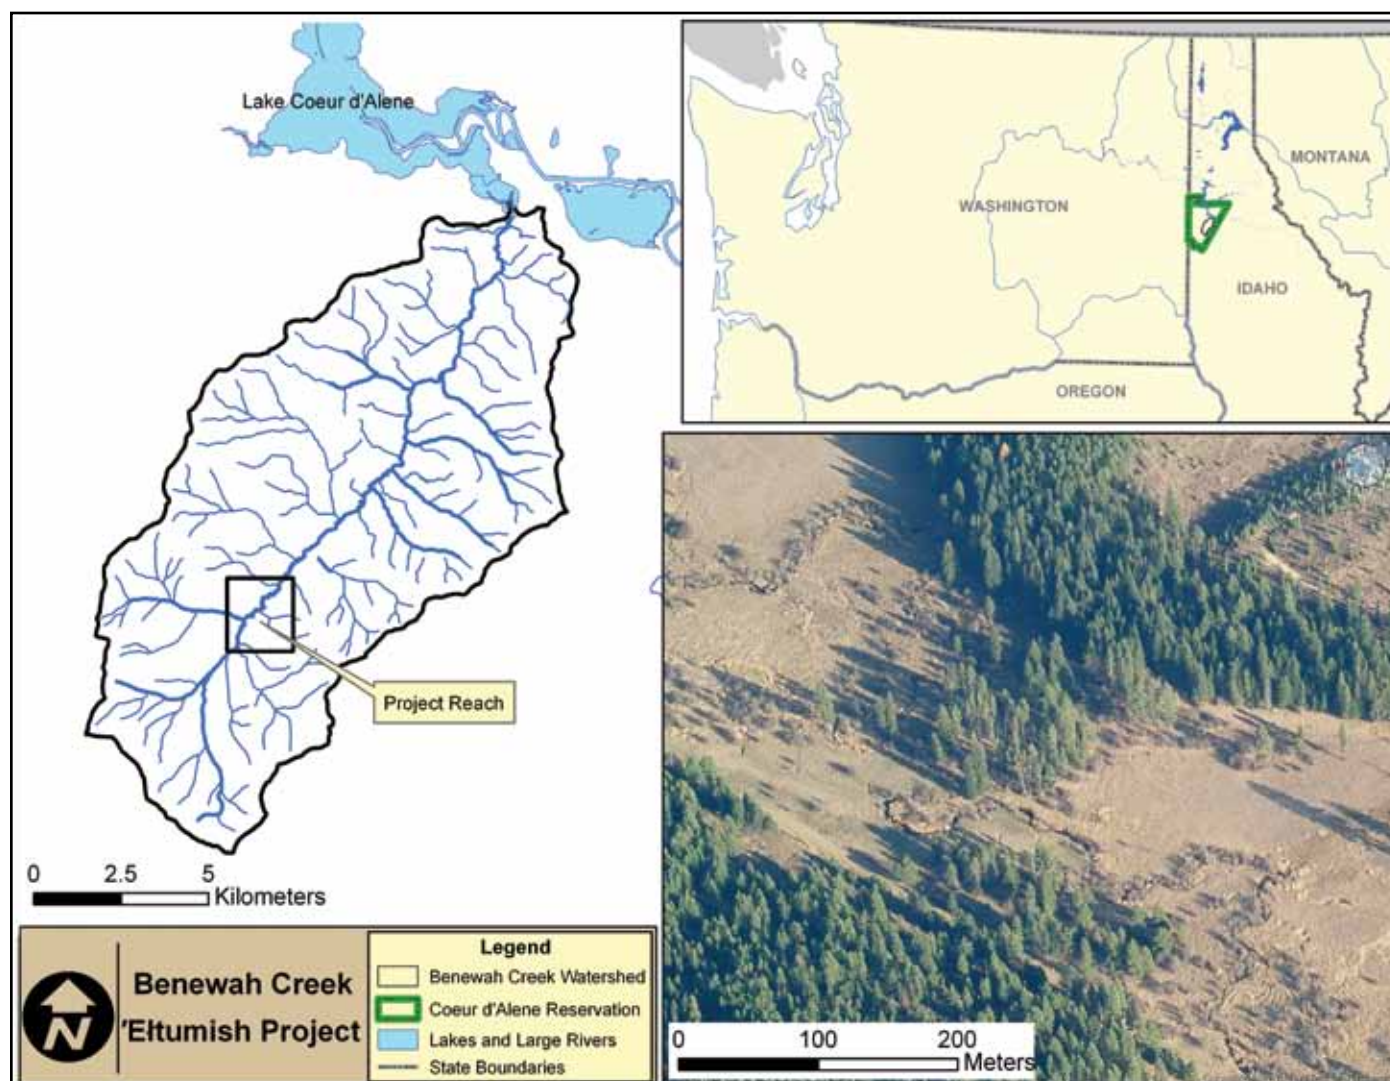 Lake Coeur d'Alene
WASHINGTON
MONTANA
IDAHO
OREGON
Project Reach
0 2.5 5
Kilometers
N
Benewah Creek
'Ełtumish Project
Legend
Benewah Creek Watershed
Coeur d'Alene Reservation
Lakes and Large Rivers
State Boundaries
0 100 200
Meters